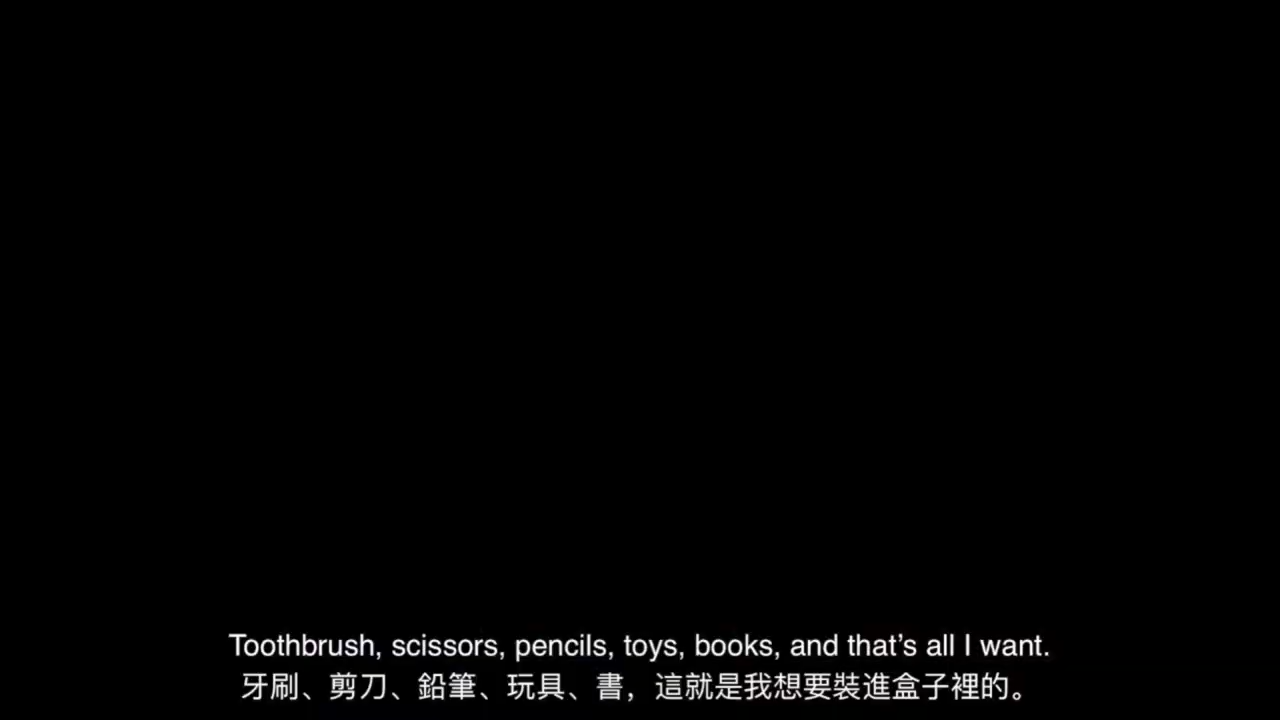 Toothbrush, scissors, pencils, toys, books, and that’s all I want.
牙刷、剪刀、鉛筆、玩具、書，這就是我想要裝進盒子裡的。